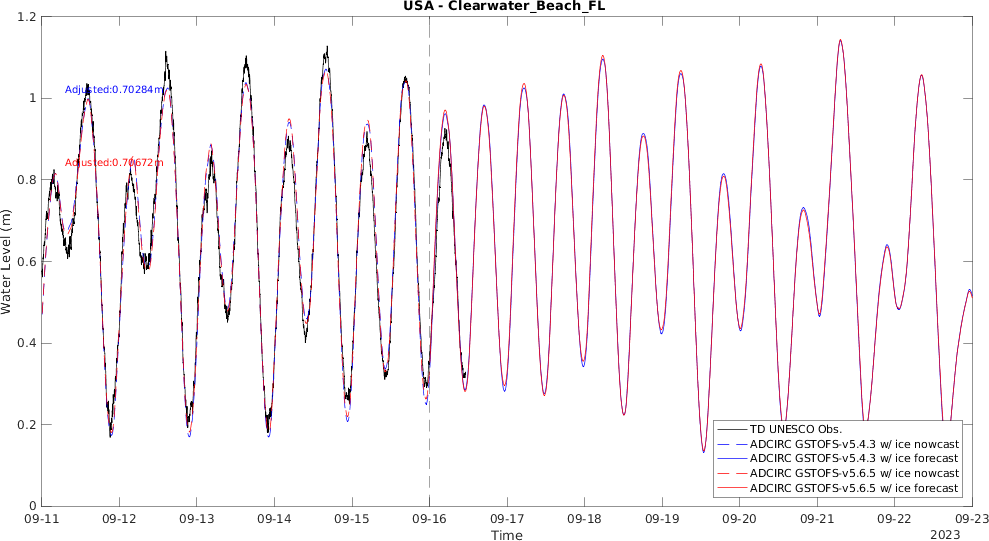 USA - Clearwater_Beach_FL
1.2
1
0.8
0.6
0.4
0.2
0
Water Level (m)
Adjusted:0.70284m
Adjusted:0.70672m
TD UNESCO Obs.
ADCIRC GSTOFS-v5.4.3 w/ ice nowcast
ADCIRC GSTOFS-v5.4.3 w/ ice forecast
ADCIRC GSTOFS-v5.6.5 w/ ice nowcast
ADCIRC GSTOFS-v5.6.5 w/ ice forecast
09-11 09-12 09-13 09-14 09-15 09-16 09-17 09-18 09-19 09-20 09-21 09-22 09-23
Time
2023